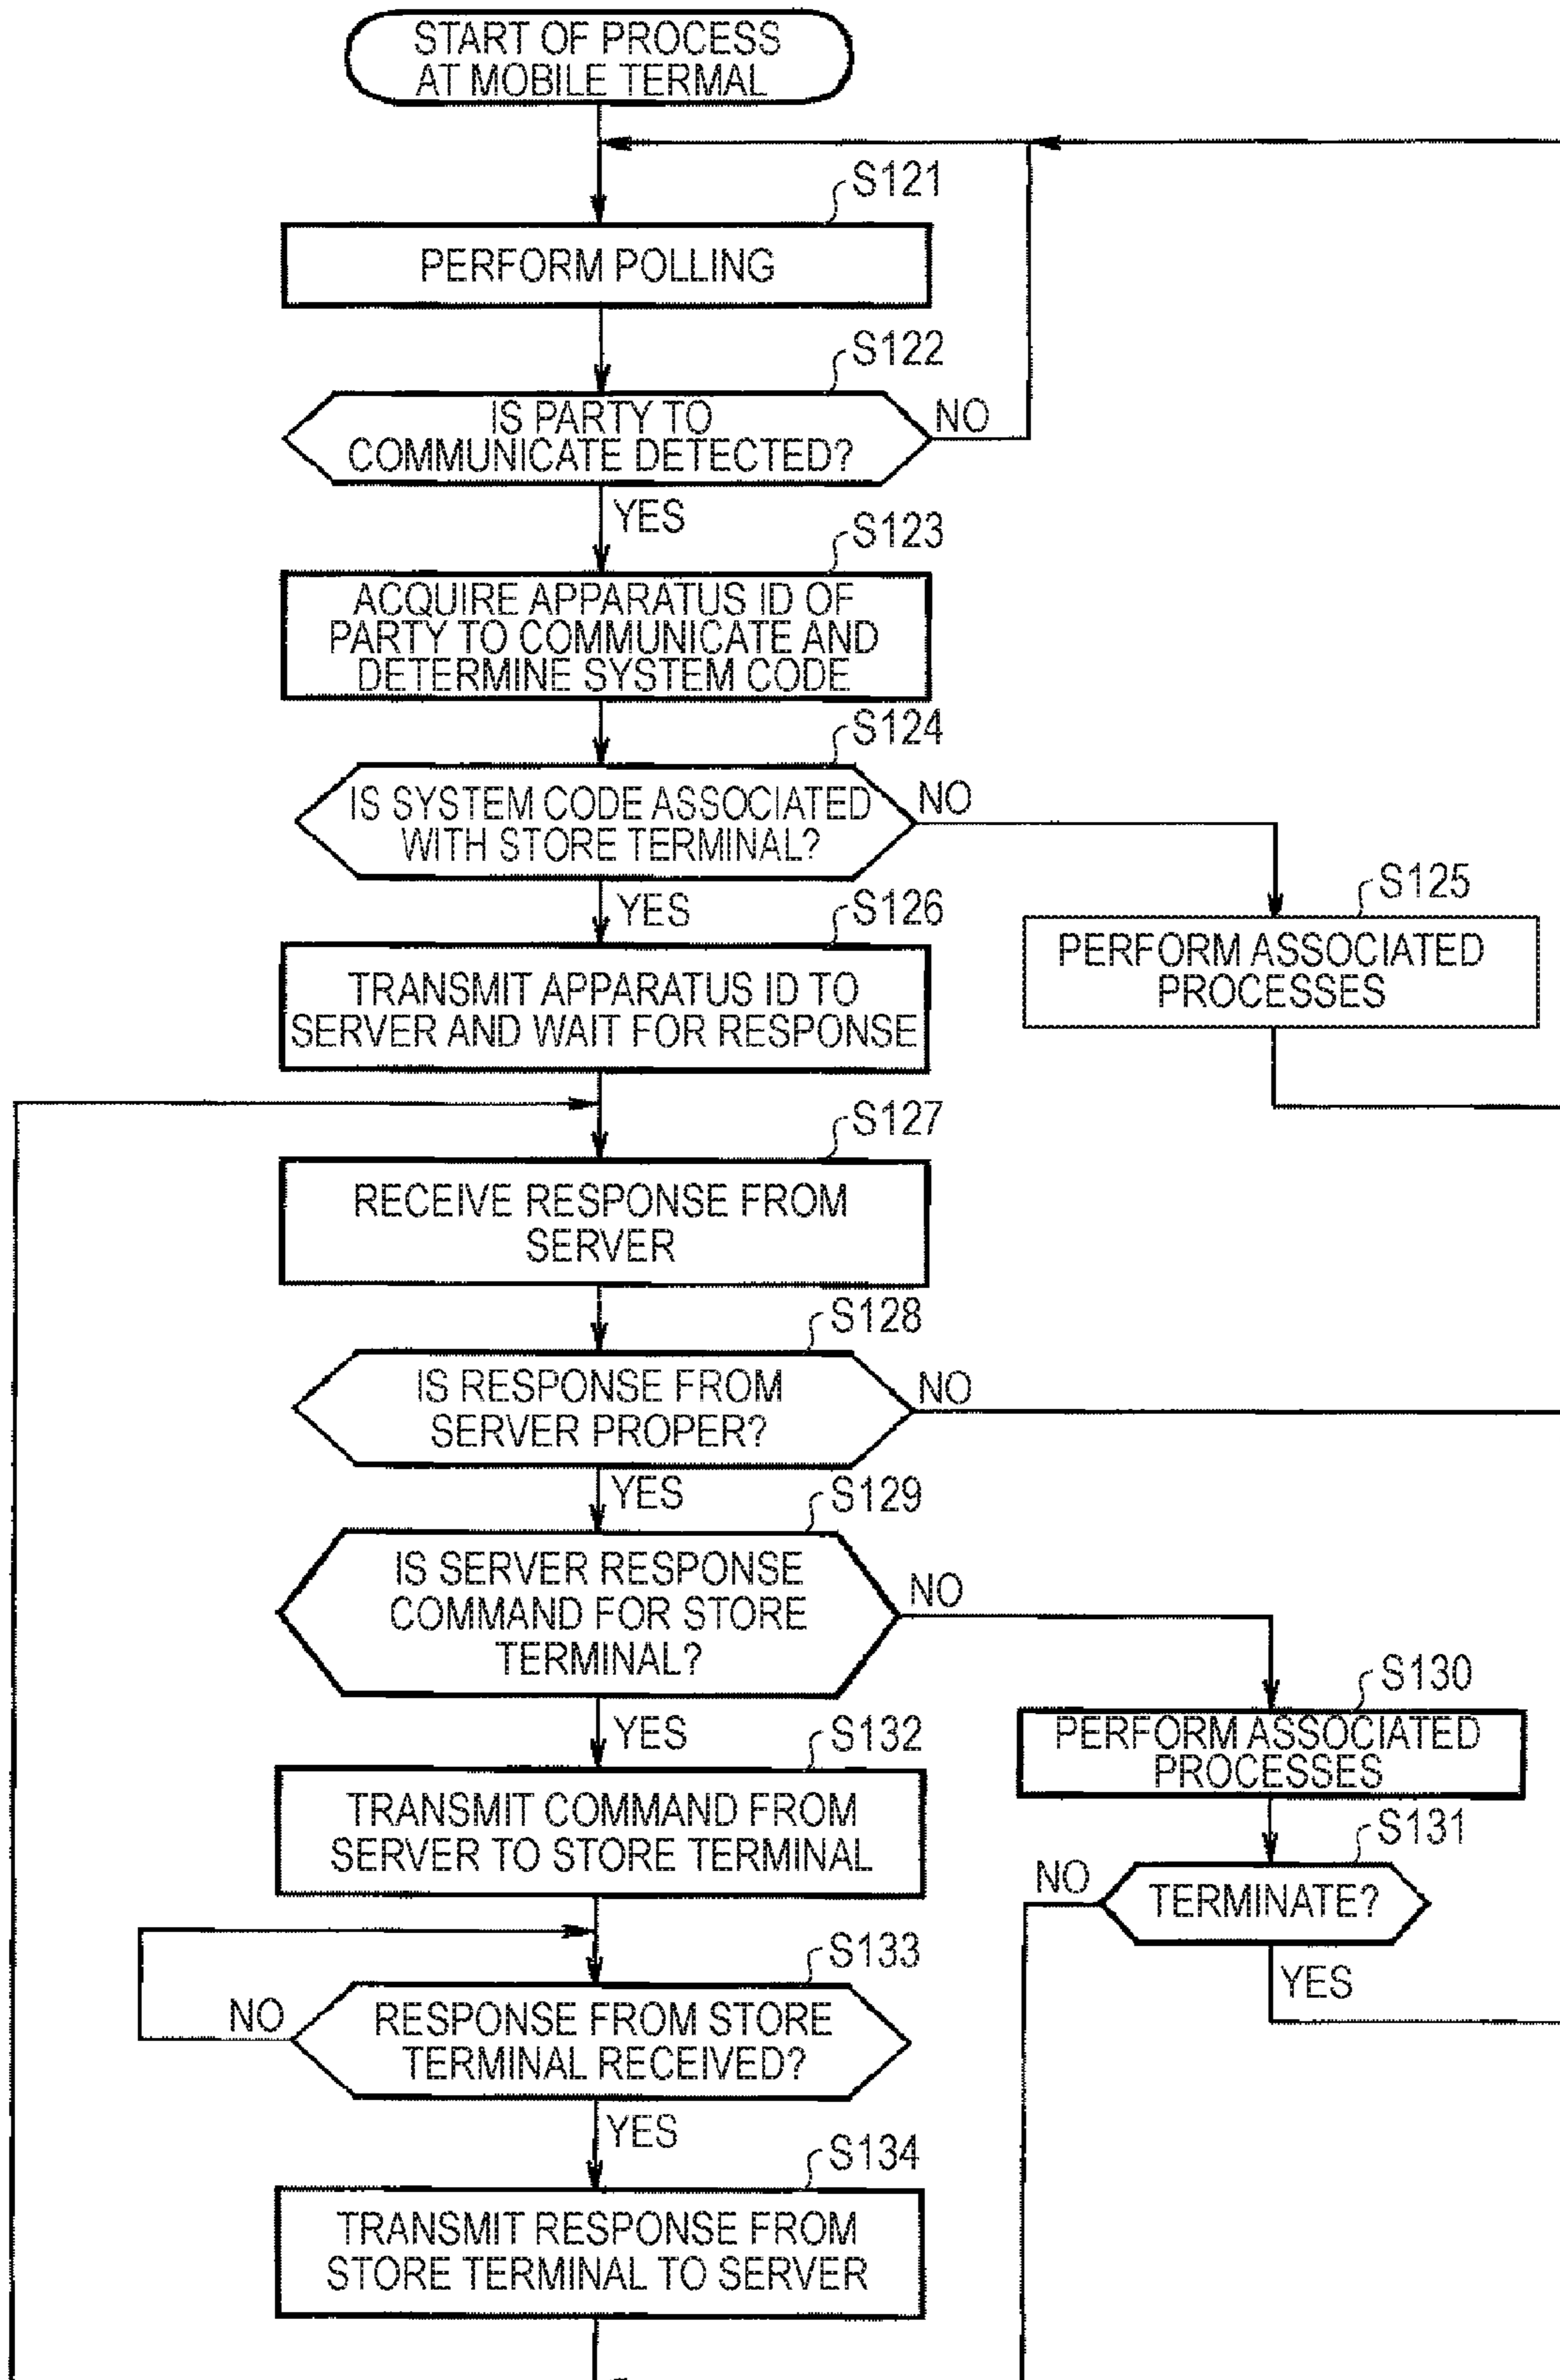 START OF PROCESS
AT MOBILE TERMAL
S121
PERFORM POLLING
S122
IS PARTY TO
COMMUNICATE DETECTED?
NO
YES
S123
ACQUIRE APPARATUS ID OF
PARTY TO COMMUNICATE AND
DETERMINE SYSTEM CODE
S124
IS SYSTEM CODE ASSOCIATED
WITH STORE TERMINAL?
NO
YES
S125
PERFORM ASSOCIATED
PROCESSES
S126
TRANSMIT APPARATUS ID TO
SERVER AND WAIT FOR RESPONSE
S127
RECEIVE RESPONSE FROM
SERVER
S128
IS RESPONSE FROM
SERVER PROPER?
NO
YES
S129
IS SERVER RESPONSE
COMMAND FOR STORE
TERMINAL?
NO
YES
S130
PERFORM ASSOCIATED
PROCESSES
S131
TERMINATE?
NO
YES
S132
TRANSMIT COMMAND FROM
SERVER TO STORE TERMINAL
S133
RESPONSE FROM STORE
TERMINAL RECEIVED?
NO
YES
S134
TRANSMIT RESPONSE FROM
STORE TERMINAL TO SERVER